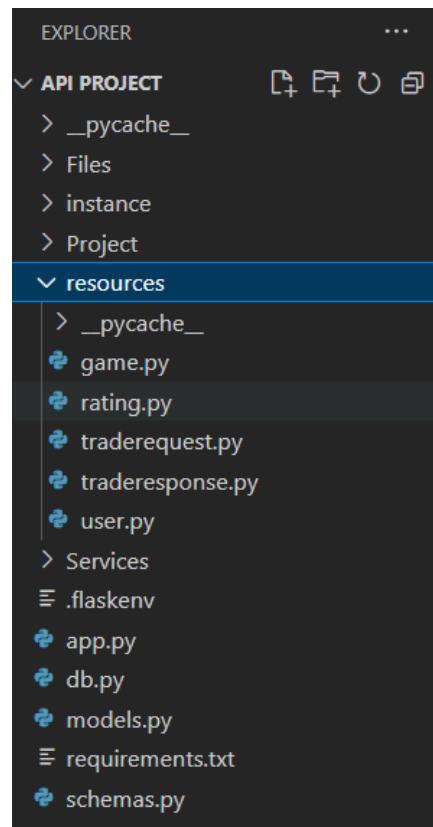 EXPLORER
API PROJECT
__pycache__
Files
instance
Project
resources
__pycache__
game.py
rating.py
traderequest.py
traderesponse.py
user.py
Services
.flaskenv
app.py
db.py
models.py
requirements.txt
schemas.py